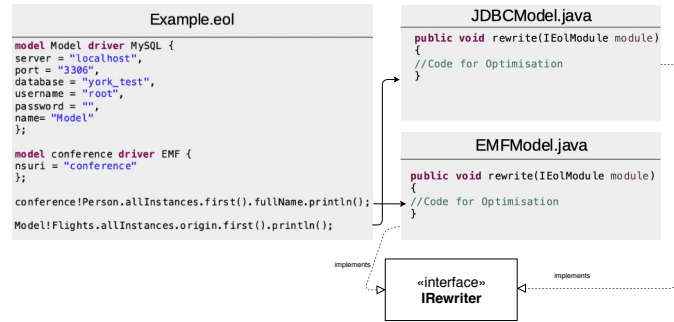 Example.eol
model Model driver MySQL {
server = "localhost",
port = "3306",
database = "york_test",
username = "root",
password = "",
name= "Model"
};
model conference driver EMF {
nsuri = "conference"
};
conference!Person.allInstances.first().fullName.println();
Model!Flights.allInstances.origin.first().println();
JDBCModel.java
public void rewrite(IEolModule module)
{
//Code for Optimisation
}
EMFModel.java
public void rewrite(IEolModule module)
{
//Code for Optimisation
}
implements
implements
«interface»
IRewriter